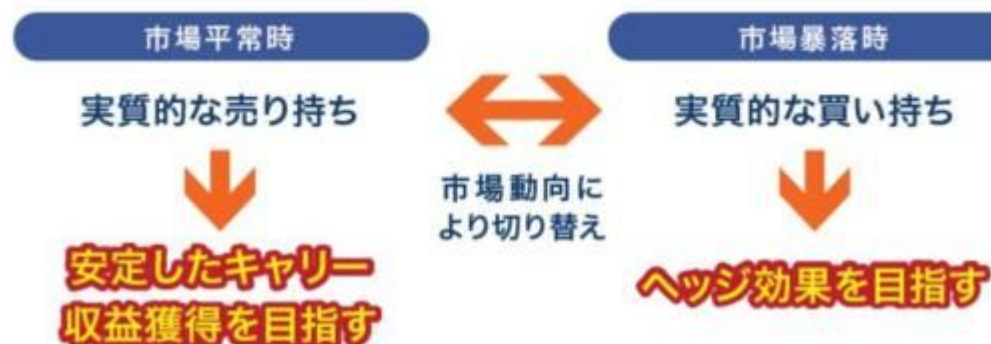 市場平常時
実質的な売り持ち
安定したキャリー
収益獲得を目指す
市場動向に
より切り替え
市場暴落時
実質的な買い持ち
ヘッジ効果を目指す